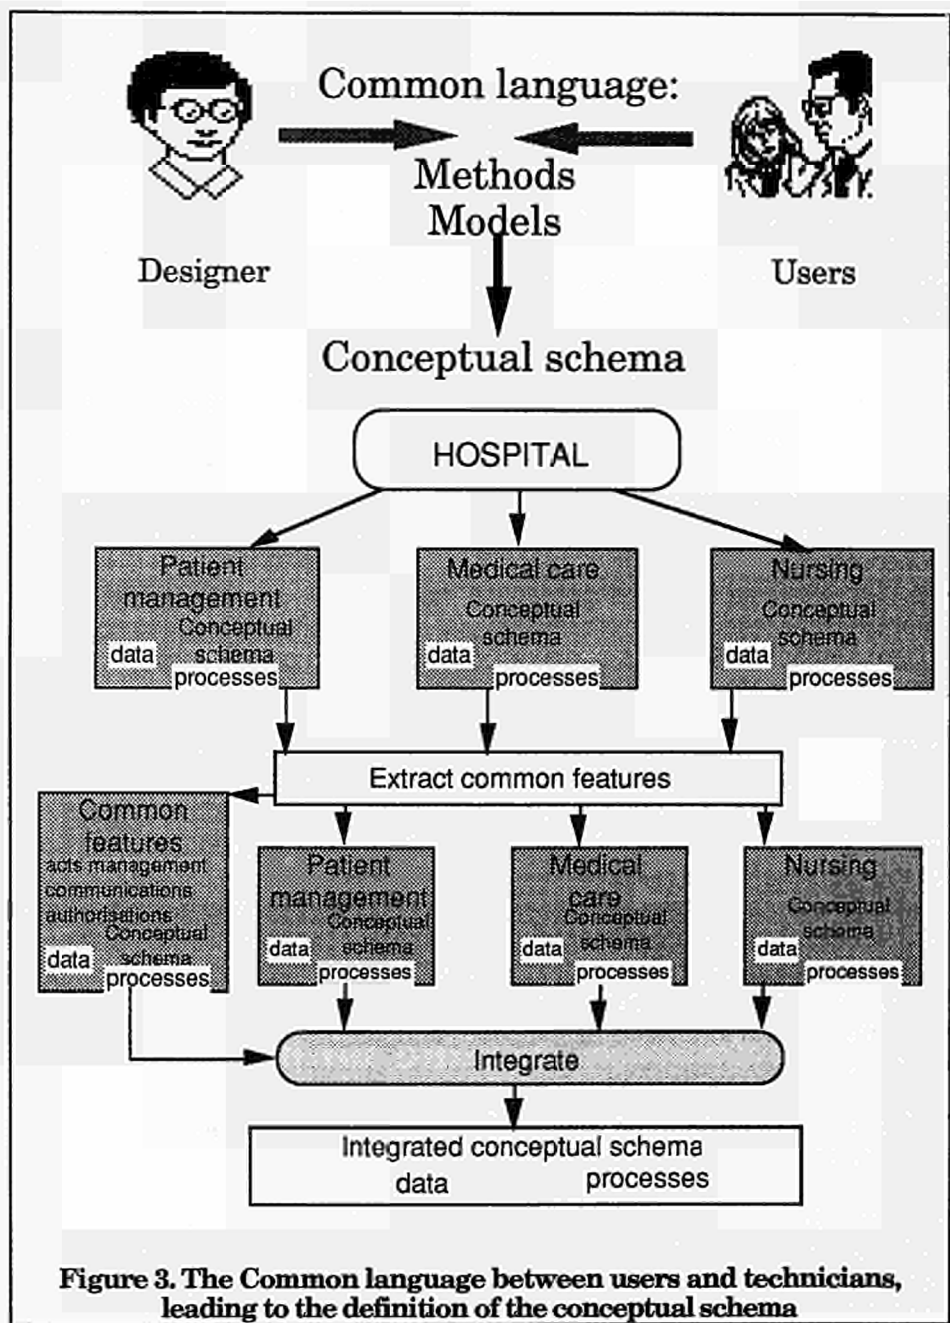 Common language:
Methods
Models
Designer
Users
Conceptual schema
HOSPITAL
Patient
management
Conceptual
schema
data
processes
Medical care
Conceptual
schema
data
processes
Nursing
Conceptual
schema
data
processes
Extract common features
Common
features
acts management
communications
authorisations
Conceptual
schema
data
processes
Patient
management
Conceptual
schema
data
processes
Medical
care
Conceptual
schema
data
processes
Nursing
Conceptual
schema
data
processes
Integrate
Integrated conceptual schema
data
processes
Figure 3. The Common language between users and technicians,
leading to the definition of the conceptual schema